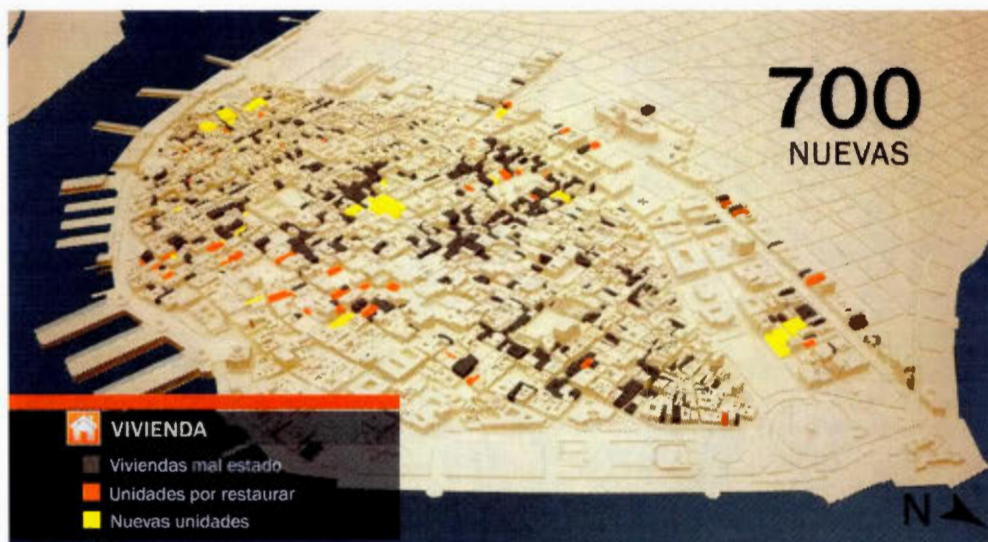 700
NUEVAS
VIVIENDA
Viviendas mal estado
Unidades por restaurar
Nuevas unidades
N